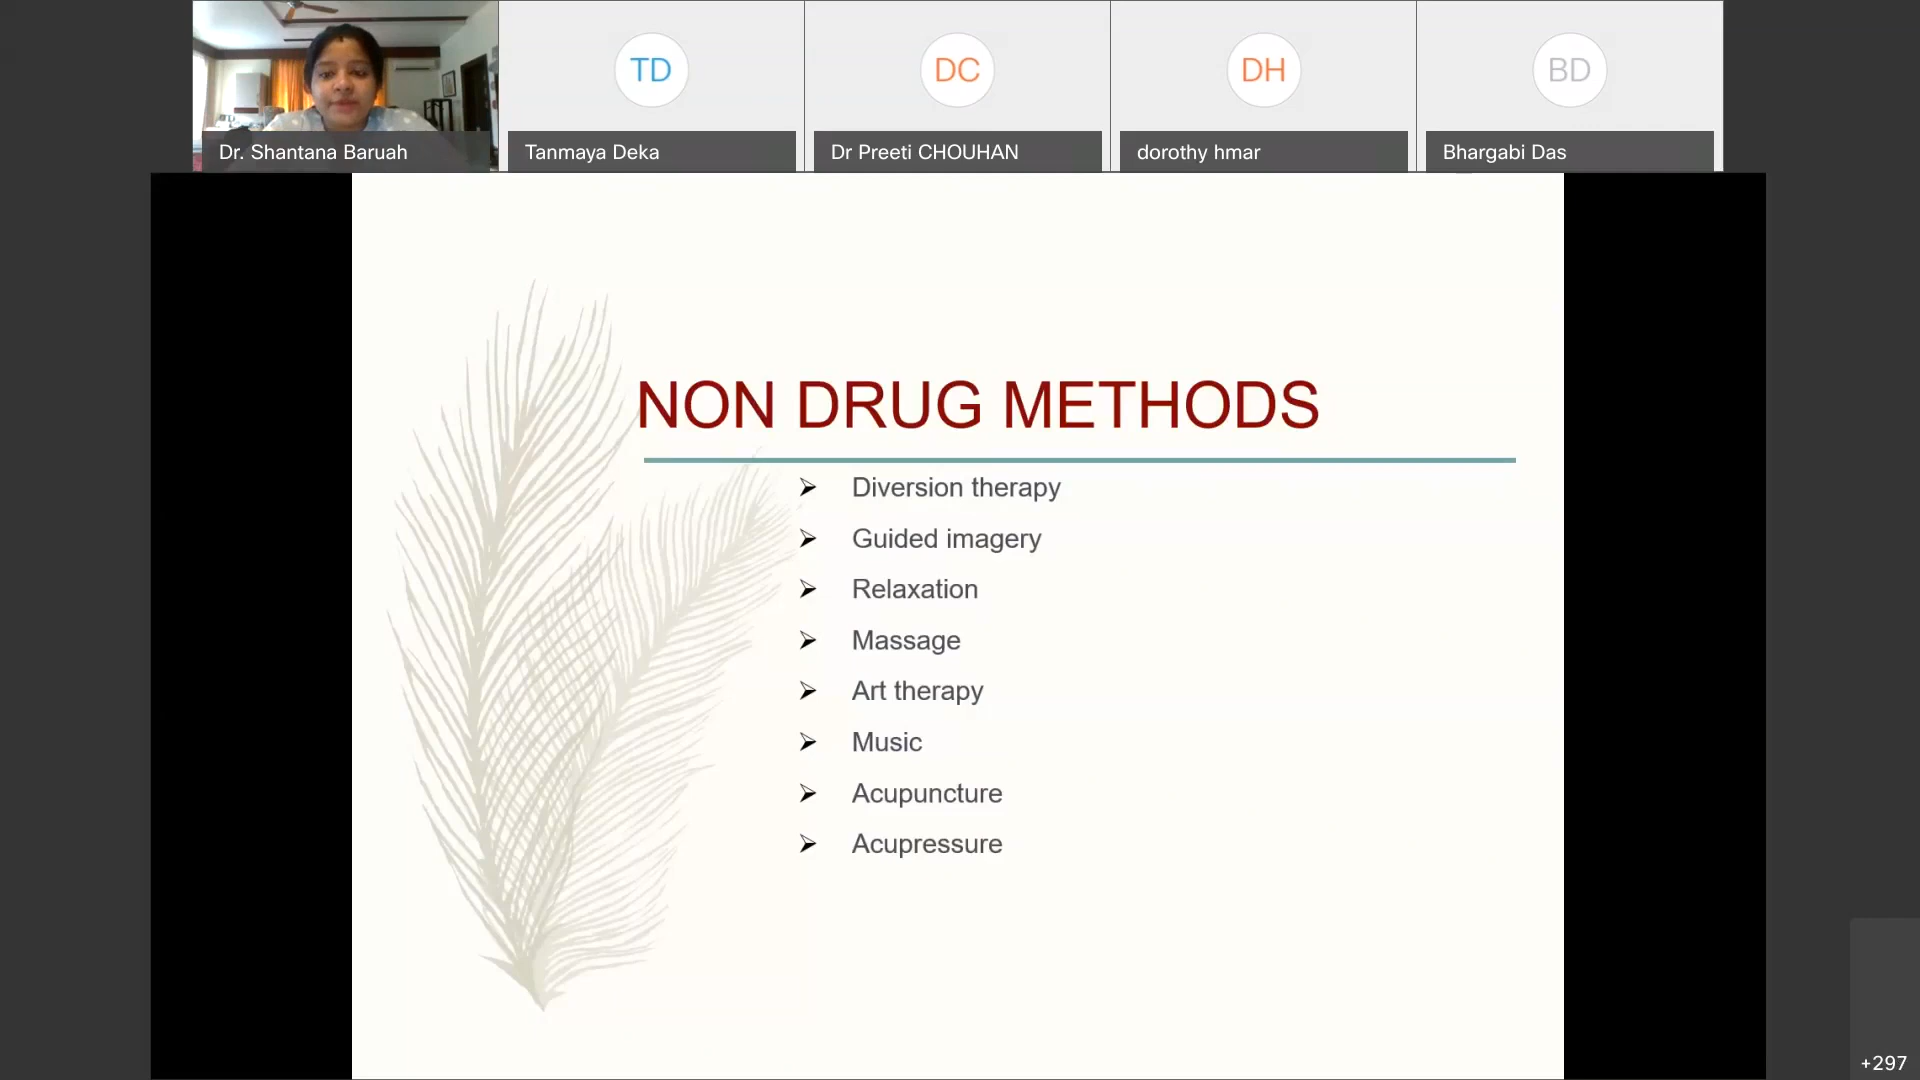 TD
DC
DH
BD
Dr. Shantana Baruah
Tanmaya Deka
Dr Preeti CHOUHAN
dorothy hmar
Bhargabi Das
NON DRUG METHODS
➢ Diversion therapy
➢ Guided imagery
➢ Relaxation
➢ Massage
➢ Art therapy
➢ Music
➢ Acupuncture
➢ Acupressure
+297